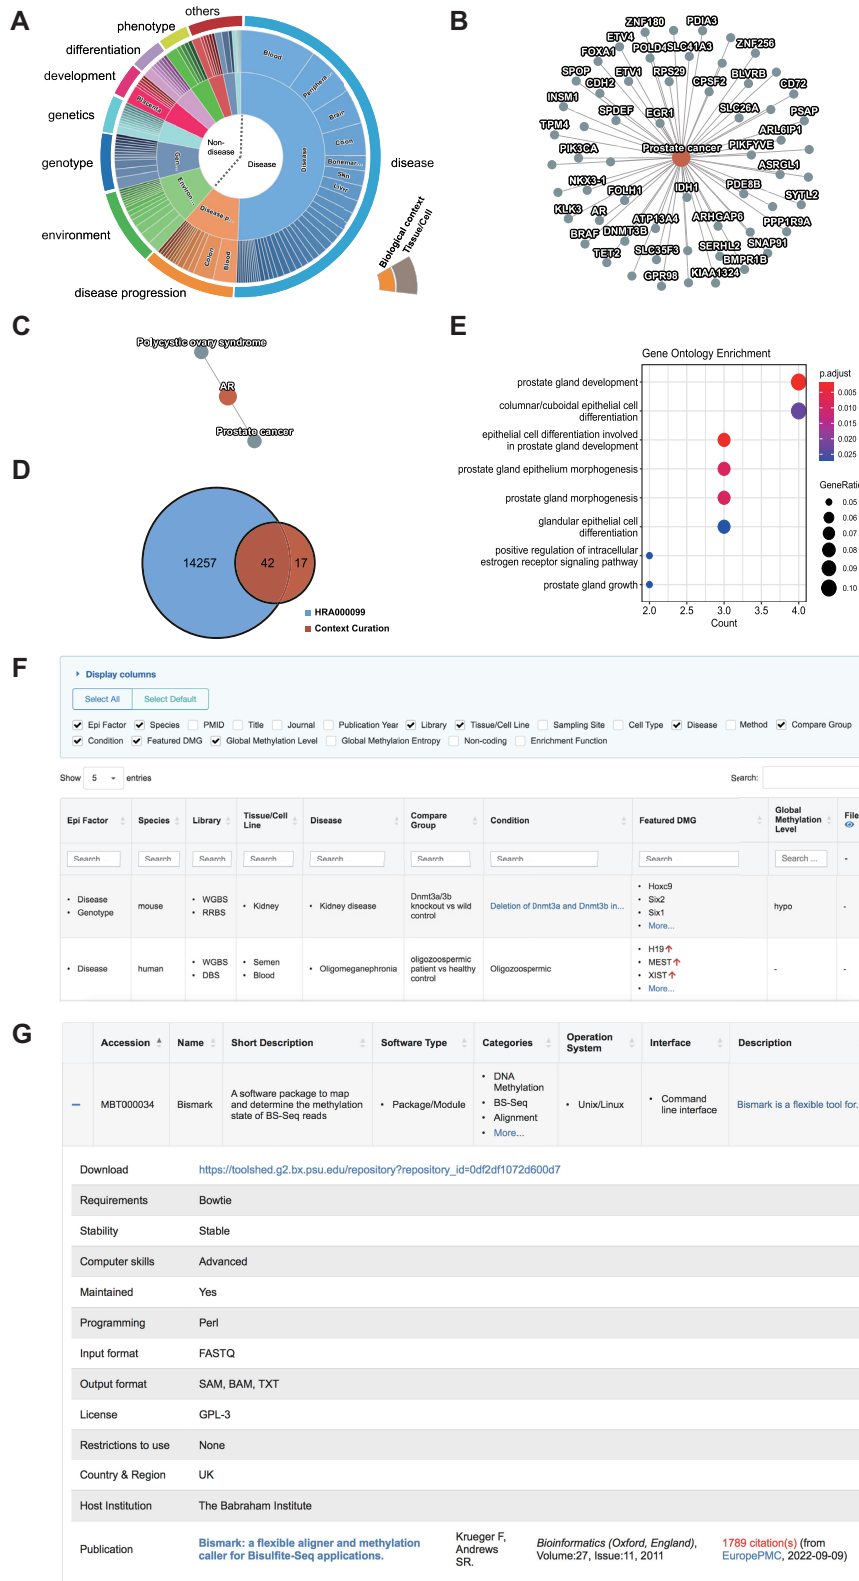 A
others
phenotype
differentiation
development
genetics
genotype
environment
disease progression
disease
Blood
Periphera...
Brain
Colon
Bonemar...
Skin
Liver
Disease
Non-
disease
Disease
Placenta
Gen...
Environ...
Disease p...
Colon
Blood
Biological context
Tissue/Cell
B
ZNF180
PDIA3
ETV4
POLD4
SLC41A3
ZNF256
FOXA1
SPOP
ETV1
RPS29
BLVRB
CDH2
CPSF2
CD72
INSM1
SPDEF
EGR1
SLC26A
PSAP
TPM4
ARL6IP1
PIK3CA
Prostate cancer
PIKFYVE
ASRGL1
NKX3-1
FOLH1
IDH1
PDE8B
SYTL2
KLK3
AR
ATP13A4
ARHGAP6
PPP1R9A
BRAF
DNMT3B
SNAP91
TET2
SLC35F3
SERHL2
BMPR1B
GPR98
KIAA1324
C
Polycystic ovary syndrome
AR
Prostate cancer
D
14257
42
17
HRA000099
Context Curation
E
Gene Ontology Enrichment
prostate gland development
columnar/cuboidal epithelial cell
differentiation
epithelial cell differentiation involved
in prostate gland development
prostate gland epithelium morphogenesis
prostate gland morphogenesis
glandular epithelial cell
differentiation
positive regulation of intracellular
estrogen receptor signaling pathway
prostate gland growth
2.0 2.5 3.0 3.5 4.0
Count
p.adjust
0.005
0.010
0.015
0.020
0.025
GeneRatio
0.05
0.06
0.07
0.08
0.09
0.10
F
Display columns
Select All Select Default
Epi Factor Species PMID Title Journal Publication Year Library Tissue/Cell Line Sampling Site Cell Type Disease Method Compare Group
Condition Featured DMG Global Methylation Level Global Methylaion Entropy Non-coding Enrichment Function
Show 5 entries Search:
Epi Factor Species Library Tissue/Cell Line Disease Compare Group Condition Featured DMG Global Methylation Level File
Search Search Search Search Search Search Search Search Search ... -
• Disease
• Genotype
mouse
• WGBS
• RRBS
• Kidney
• Kidney disease
Dnmt3a/3b
knockout vs wild
control
Deletion of Dnmt3a and Dnmt3b in...
• Hoxc9
• Six2
• Six1
• More...
hypo
-
• Disease
human
• WGBS
• DBS
• Semen
• Blood
• Oligomeganephronia
oligozoospermic
patient vs healthy
control
Oligozoospermic
• H19↑
• MEST↑
• XIST↑
• More...
-
-
G
Accession Name Short Description Software Type Categories Operation System Interface Description
MBT000034
Bismark
A software package to map
and determine the methylation
state of BS-Seq reads
• Package/Module
• DNA
Methylation
• BS-Seq
• Alignment
• More...
• Unix/Linux
• Command
line interface
Bismark is a flexible tool for.
Download https://toolshed.g2.bx.psu.edu/repository?repository_id=0df2df1072d600d7
Requirements Bowtie
Stability Stable
Computer skills Advanced
Maintained Yes
Programming Perl
Input format FASTQ
Output format SAM, BAM, TXT
License GPL-3
Restrictions to use None
Country & Region UK
Host Institution The Babraham Institute
Publication
Bismark: a flexible aligner and methylation
caller for Bisulfite-Seq applications.
Krueger F,
Andrews
SR.
Bioinformatics (Oxford, England),
Volume:27, Issue:11, 2011
1789 citation(s) (from
EuropePMC, 2022-09-09)